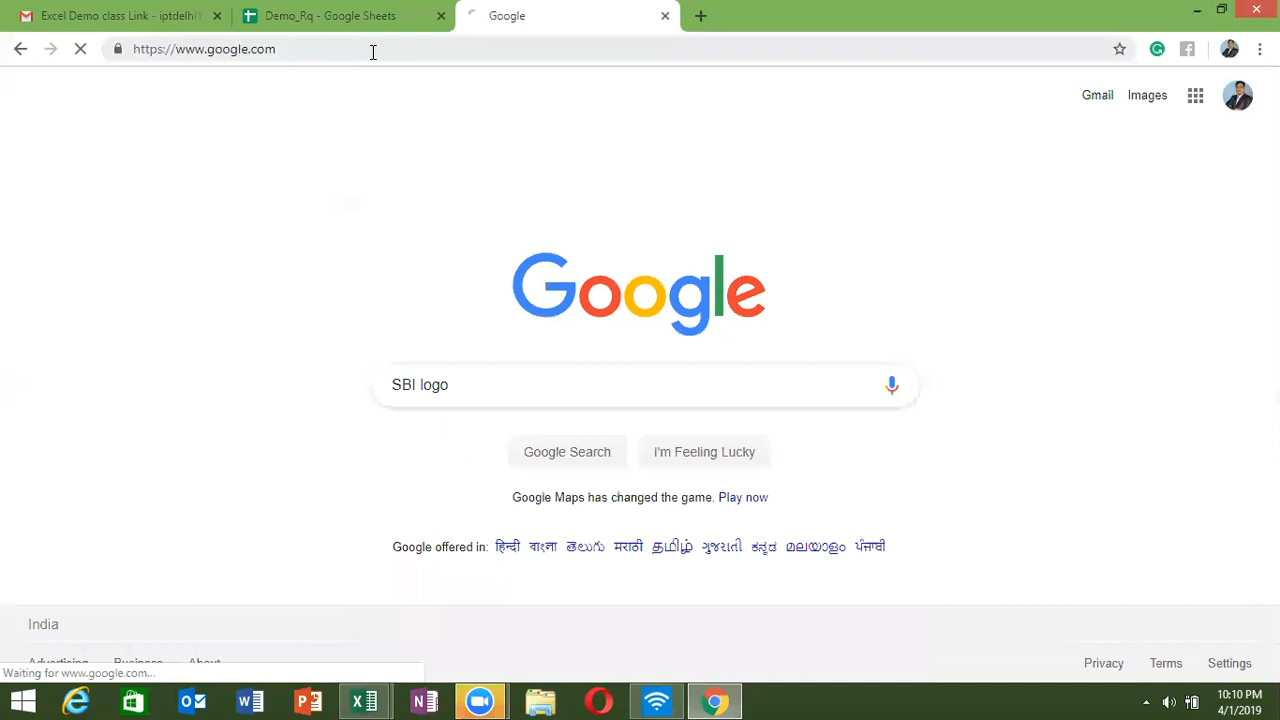 Excel Demo class Link - iptdelhi
Demo_Rq - Google Sheets
Google
https://www.google.com
Gmail Images
Google
SBI logo
Google Search I'm Feeling Lucky
Google Maps has changed the game. Play now
Google offered in: हिन्दी বাংলা తెలుగు मराठी தமிழ் ગુજરાતી ಕನ್ನಡ മലയാളം ਪੰਜਾਬੀ
India
Advertising Business About
Privacy Terms Settings
Waiting for www.google.com...
10:10 PM
4/1/2019